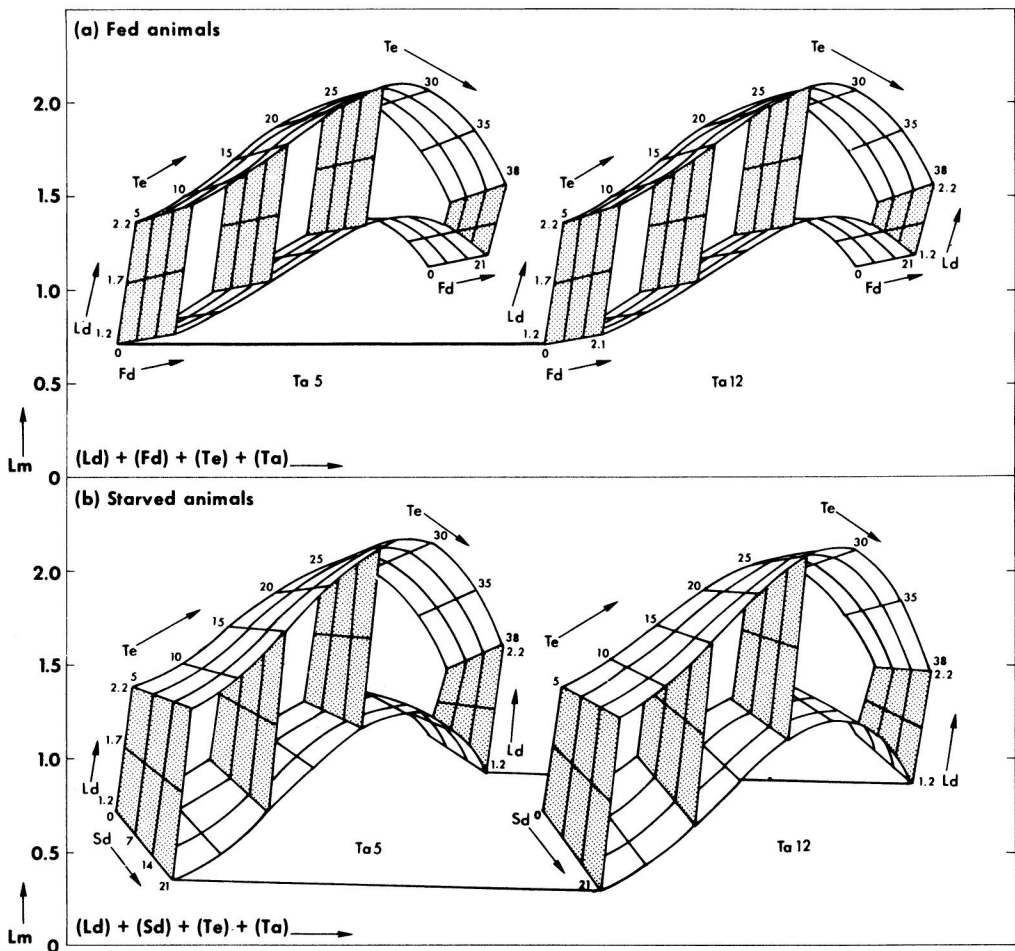 (a) Fed animals
Te
Te
30
30
25
25
2.0
20
20
35
35
15
15
Te
Te
38
38
10
10
2.2
1.5
5
5
2.2
2.2
Ld
1.7
1.7
1.2
0
21
0
21
1.0
Fd
Fd
Ld
Ld
1.2
1.2
0
0
2.1
Fd
Fd
0.5
Ta 5
Ta 12
Lm
(Ld) + (Fd) + (Te) + (Ta)
0
(b) Starved animals
Te
Te
30
30
25
25
2.0
20
20
35
35
15
15
Te
Te
38
38
10
10
2.2
2.2
1.5
5
5
2.2
1.7
Ld
1.2
1.0
1.2
Ld
Ld
1.2
0
0
Sd
Sd
7
Ta 5
Ta 12
14
0.5
21
21
Lm
(Ld) + (Sd) + (Te) + (Ta)
0